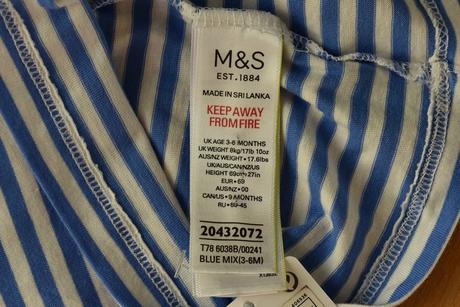 M&S
EST. 1884
MADE IN SRI LANKA
KEEP AWAY
FROM FIRE
UK AGE 3-6 MONTHS
UK WEIGHT 8kg/17lb 10oz
AUS/NZ WEIGHT • 17.6lbs
UK/AUS/CAN/NZ/US
HEIGHT 69cm/27in
EUR • 69
AUS/NZ • 00
CAN/US • 9 MONTHS
RU • 69-45
20432072
T78 6038B/00241
BLUE MIX(3-6M)